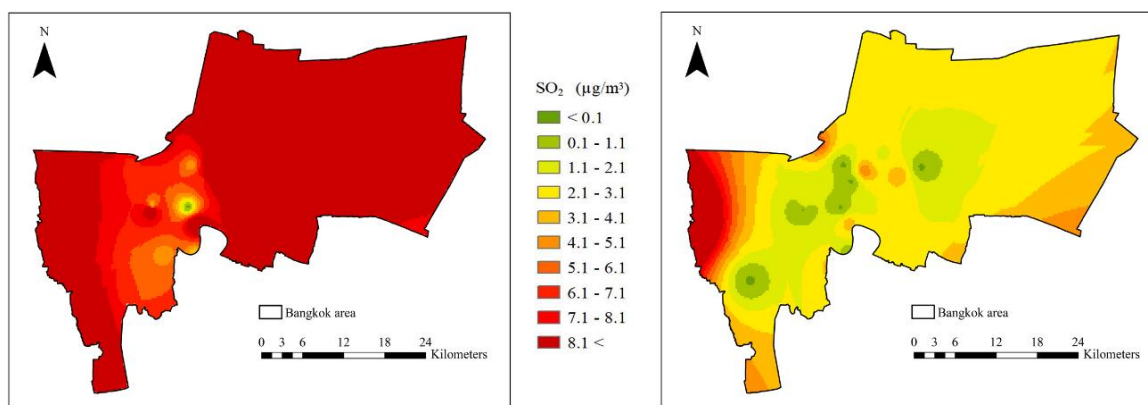 N
Bangkok area
0 3 6 12 18 24
Kilometers
SO₂ (µg/m³)
< 0.1
0.1 - 1.1
1.1 - 2.1
2.1 - 3.1
3.1 - 4.1
4.1 - 5.1
5.1 - 6.1
6.1 - 7.1
7.1 - 8.1
8.1 <
N
Bangkok area
0 3 6 12 18 24
Kilometers